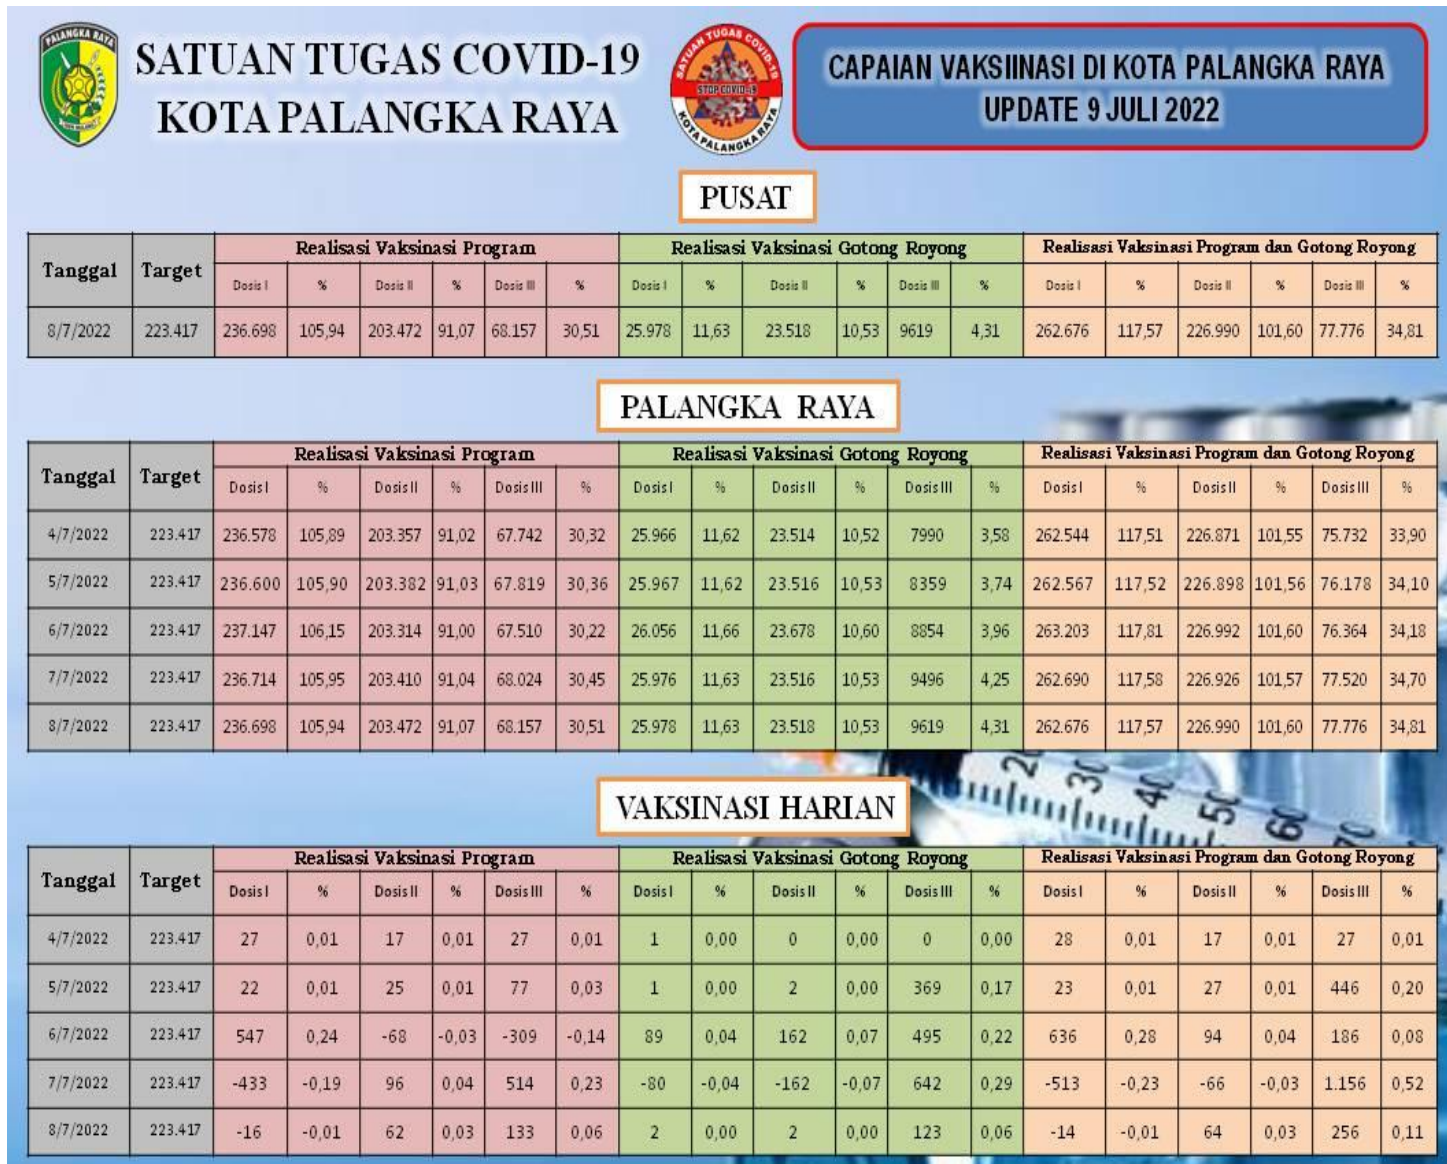 SATUAN TUGAS COVID-19
KOTA PALANGKA RAYA
PALANGKA RAYA
SATUAN TUGAS COVID-19
STOP COVID-19
KOTA PALANGKA RAYA
CAPAIAN VAKSIINASI DI KOTA PALANGKA RAYA
UPDATE 9 JULI 2022
PUSAT
Tanggal Target Realisasi Vaksinasi Program Realisasi Vaksinasi Gotong Royong Realisasi Vaksinasi Program dan Gotong Royong
Dosis I % Dosis II % Dosis III % Dosis I % Dosis II % Dosis III % Dosis I % Dosis II % Dosis III %
8/7/2022 223.417 236.698 105,94 203.472 91,07 68.157 30,51 25.978 11,63 23.518 10,53 9619 4,31 262.676 117,57 226.990 101,60 77.776 34,81
PALANGKA RAYA
Tanggal Target Realisasi Vaksinasi Program Realisasi Vaksinasi Gotong Royong Realisasi Vaksinasi Program dan Gotong Royong
Dosis I % Dosis II % Dosis III % Dosis I % Dosis II % Dosis III % Dosis I % Dosis II % Dosis III %
4/7/2022 223.417 236.578 105,89 203.357 91,02 67.742 30,32 25.966 11,62 23.514 10,52 7990 3,58 262.544 117,51 226.871 101,55 75.732 33,90
5/7/2022 223.417 236.600 105,90 203.382 91,03 67.819 30,36 25.967 11,62 23.516 10,53 8359 3,74 262.567 117,52 226.898 101,56 76.178 34,10
6/7/2022 223.417 237.147 106,15 203.314 91,00 67.510 30,22 26.056 11,66 23.678 10,60 8854 3,96 263.203 117,81 226.992 101,60 76.364 34,18
7/7/2022 223.417 236.714 105,95 203.410 91,04 68.024 30,45 25.976 11,63 23.516 10,53 9496 4,25 262.690 117,58 226.926 101,57 77.520 34,70
8/7/2022 223.417 236.698 105,94 203.472 91,07 68.157 30,51 25.978 11,63 23.518 10,53 9619 4,31 262.676 117,57 226.990 101,60 77.776 34,81
20 30 40 50 60 70
VAKSINASI HARIAN
Tanggal Target Realisasi Vaksinasi Program Realisasi Vaksinasi Gotong Royong Realisasi Vaksinasi Program dan Gotong Royong
Dosis I % Dosis II % Dosis III % Dosis I % Dosis II % Dosis III % Dosis I % Dosis II % Dosis III %
4/7/2022 223.417 27 0,01 17 0,01 27 0,01 1 0,00 0 0,00 0 0,00 28 0,01 17 0,01 27 0,01
5/7/2022 223.417 22 0,01 25 0,01 77 0,03 1 0,00 2 0,00 369 0,17 23 0,01 27 0,01 446 0,20
6/7/2022 223.417 547 0,24 -68 -0,03 -309 -0,14 89 0,04 162 0,07 495 0,22 636 0,28 94 0,04 186 0,08
7/7/2022 223.417 -433 -0,19 96 0,04 514 0,23 -80 -0,04 -162 -0,07 642 0,29 -513 -0,23 -66 -0,03 1.156 0,52
8/7/2022 223.417 -16 -0,01 62 0,03 133 0,06 2 0,00 2 0,00 123 0,06 -14 -0,01 64 0,03 256 0,11